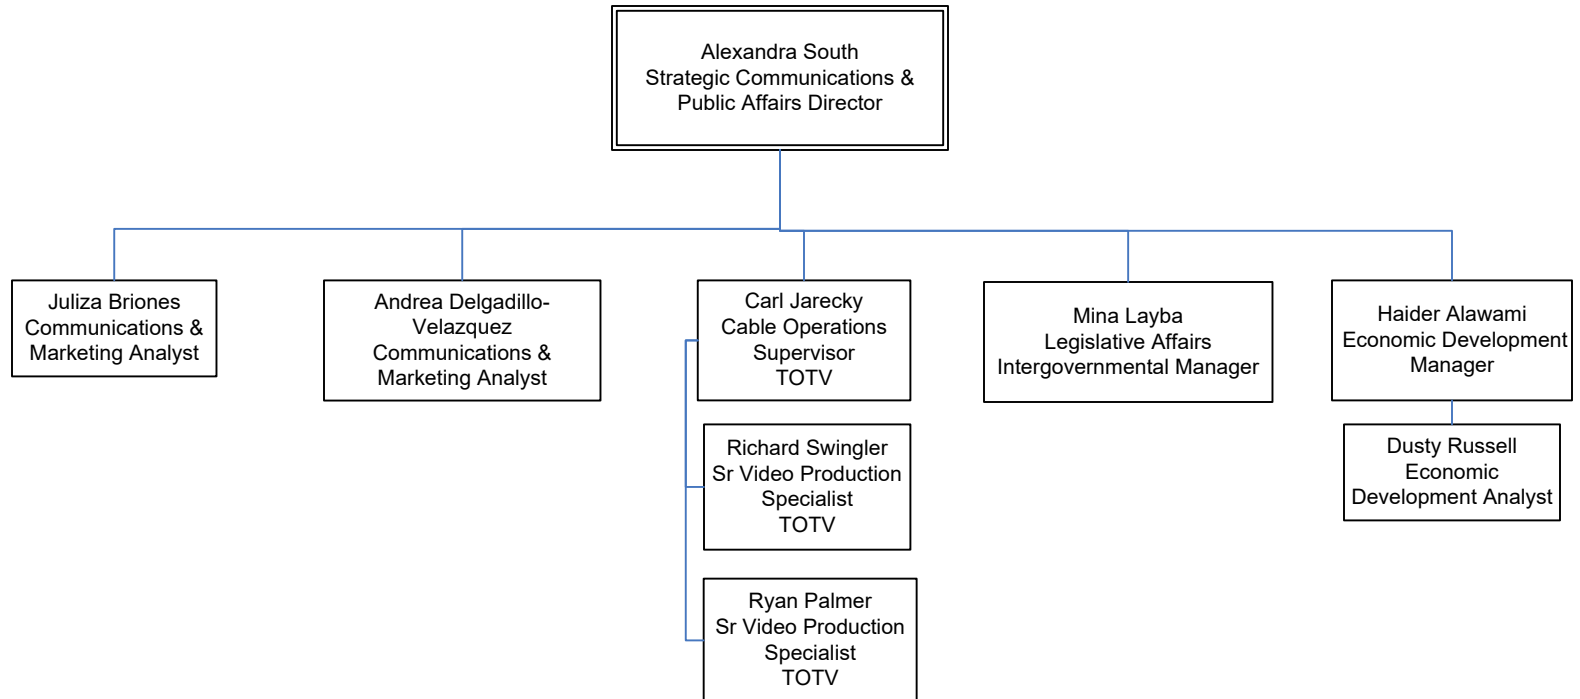 Alexandra South
Strategic Communications &
Public Affairs Director
Juliza Briones
Communications &
Marketing Analyst
Andrea Delgadillo-
Velazquez
Communications &
Marketing Analyst
Carl Jarecky
Cable Operations
Supervisor
TOTV
Mina Layba
Legislative Affairs
Intergovernmental Manager
Haider Alawami
Economic Development
Manager
Richard Swingler
Sr Video Production
Specialist
TOTV
Dusty Russell
Economic
Development Analyst
Ryan Palmer
Sr Video Production
Specialist
TOTV